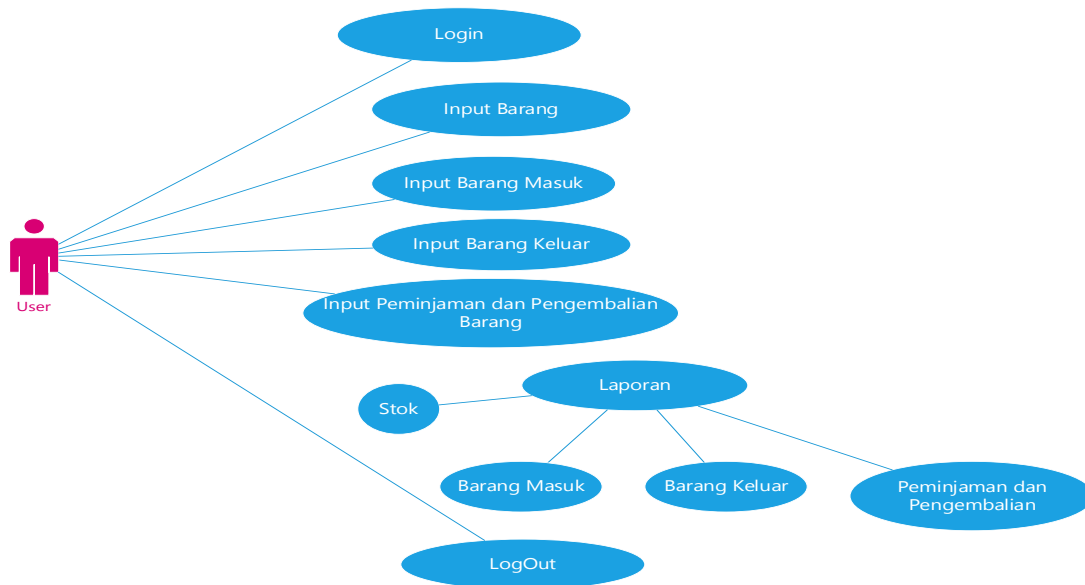 Login
Input Barang
Input Barang Masuk
Input Barang Keluar
User
Input Peminjaman dan Pengembalian
Barang
Laporan
Stok
Barang Masuk
Barang Keluar
Peminjaman dan
Pengembalian
LogOut